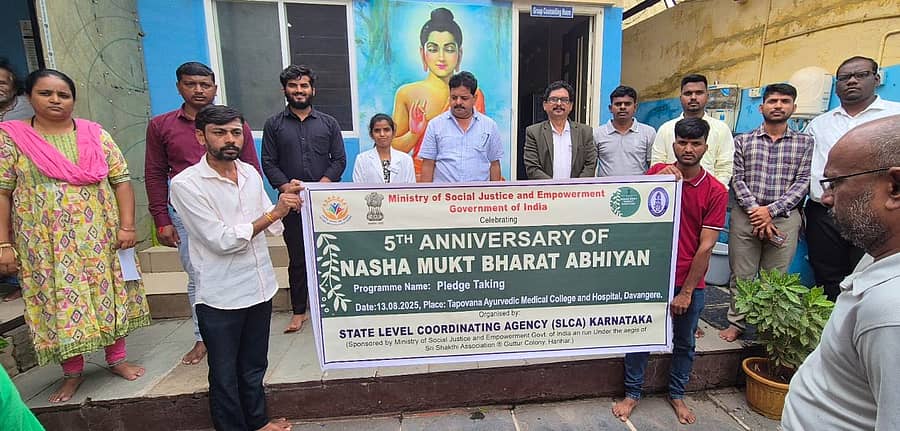 Group Counselling Room
Ministry of Social Justice and Empowerment
Government of India
Celebrating
5TH ANNIVERSARY OF
NASHA MUKT BHARAT ABHIYAN
Programme Name: Pledge Taking
Date:13.08.2025, Place: Tapovana Ayurvedic Medical College and Hospital, Davangere.
Organised by:
STATE LEVEL COORDINATING AGENCY (SLCA) KARNATAKA
(Sponsored by Ministry of Social Justice and Empowerment Govt. of India an run Under the aegis of
Sri Shakthi Association ® Guttur Colony, Harihar.)